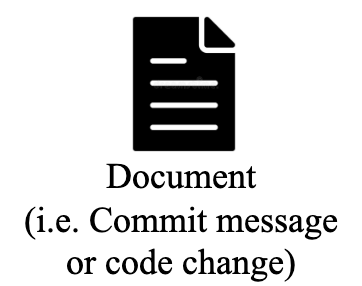 Document
(i.e. Commit message
or code change)